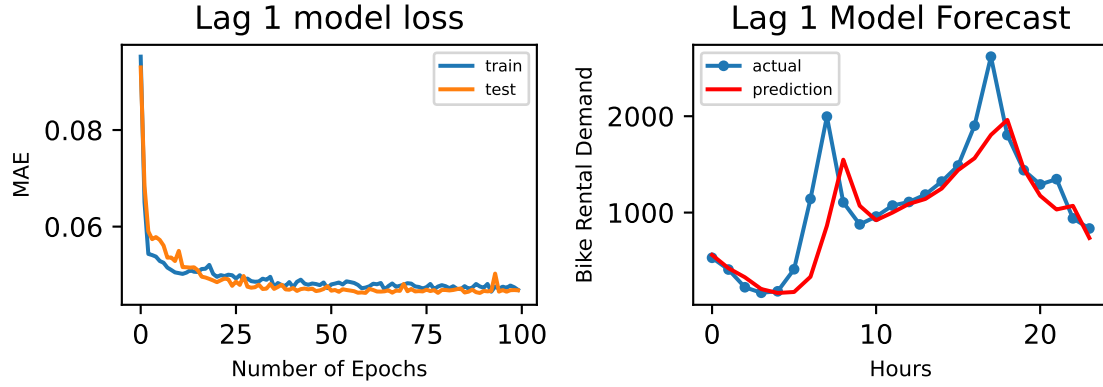 Lag 1 model loss
train
test
0.08
0.06
MAE
0
25
50
75
100
Number of Epochs
Lag 1 Model Forecast
actual
prediction
2000
1000
Bike Rental Demand
0
10
20
Hours